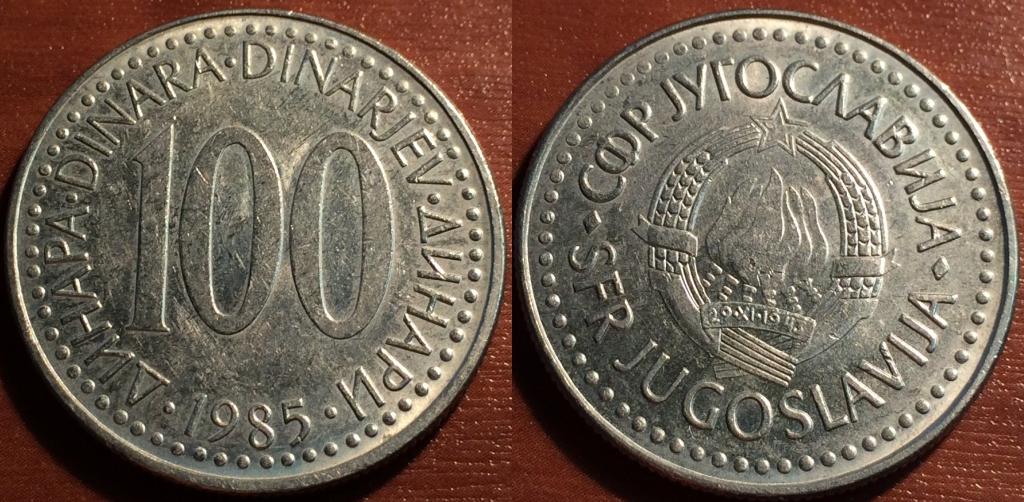 ДИНАРА · DINARA · DINARJEV · ДИНАРИ
100
· 1985 ·
СФР ЈУГОСЛАВИЈА
29·XI·1943
SFR JUGOSLAVIJA